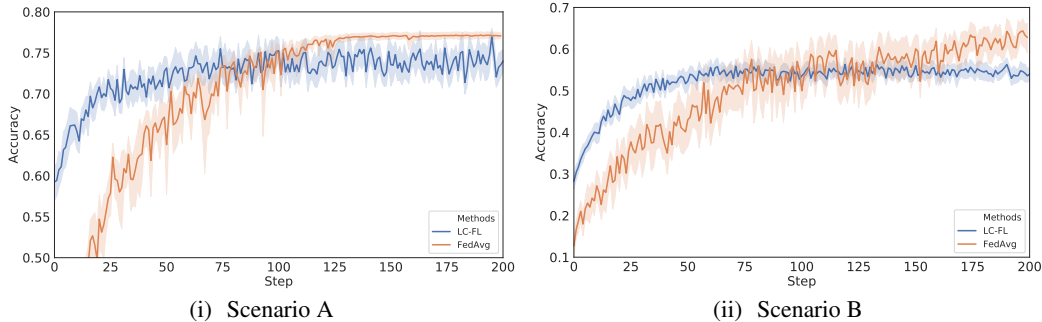 0.80
0.75
0.70
0.65
0.60
0.55
0.50
Accuracy
0 25 50 75 100 125 150 175 200
Step
Methods
LC-FL
FedAvg
(i) Scenario A
0.7
0.6
0.5
0.4
0.3
0.2
0.1
Accuracy
0 25 50 75 100 125 150 175 200
Step
Methods
LC-FL
FedAvg
(ii) Scenario B